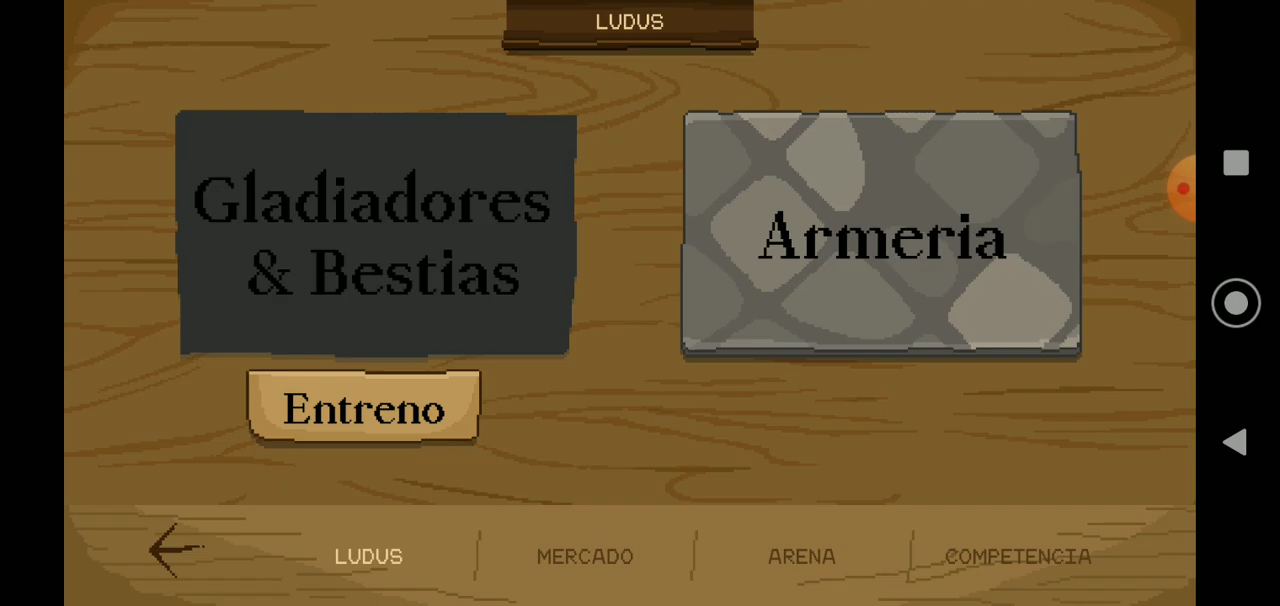 LUDUS
Gladiadores
& Bestias
Armeria
Entreno
LUDUS
MERCADO
ARENA
COMPETENCIA